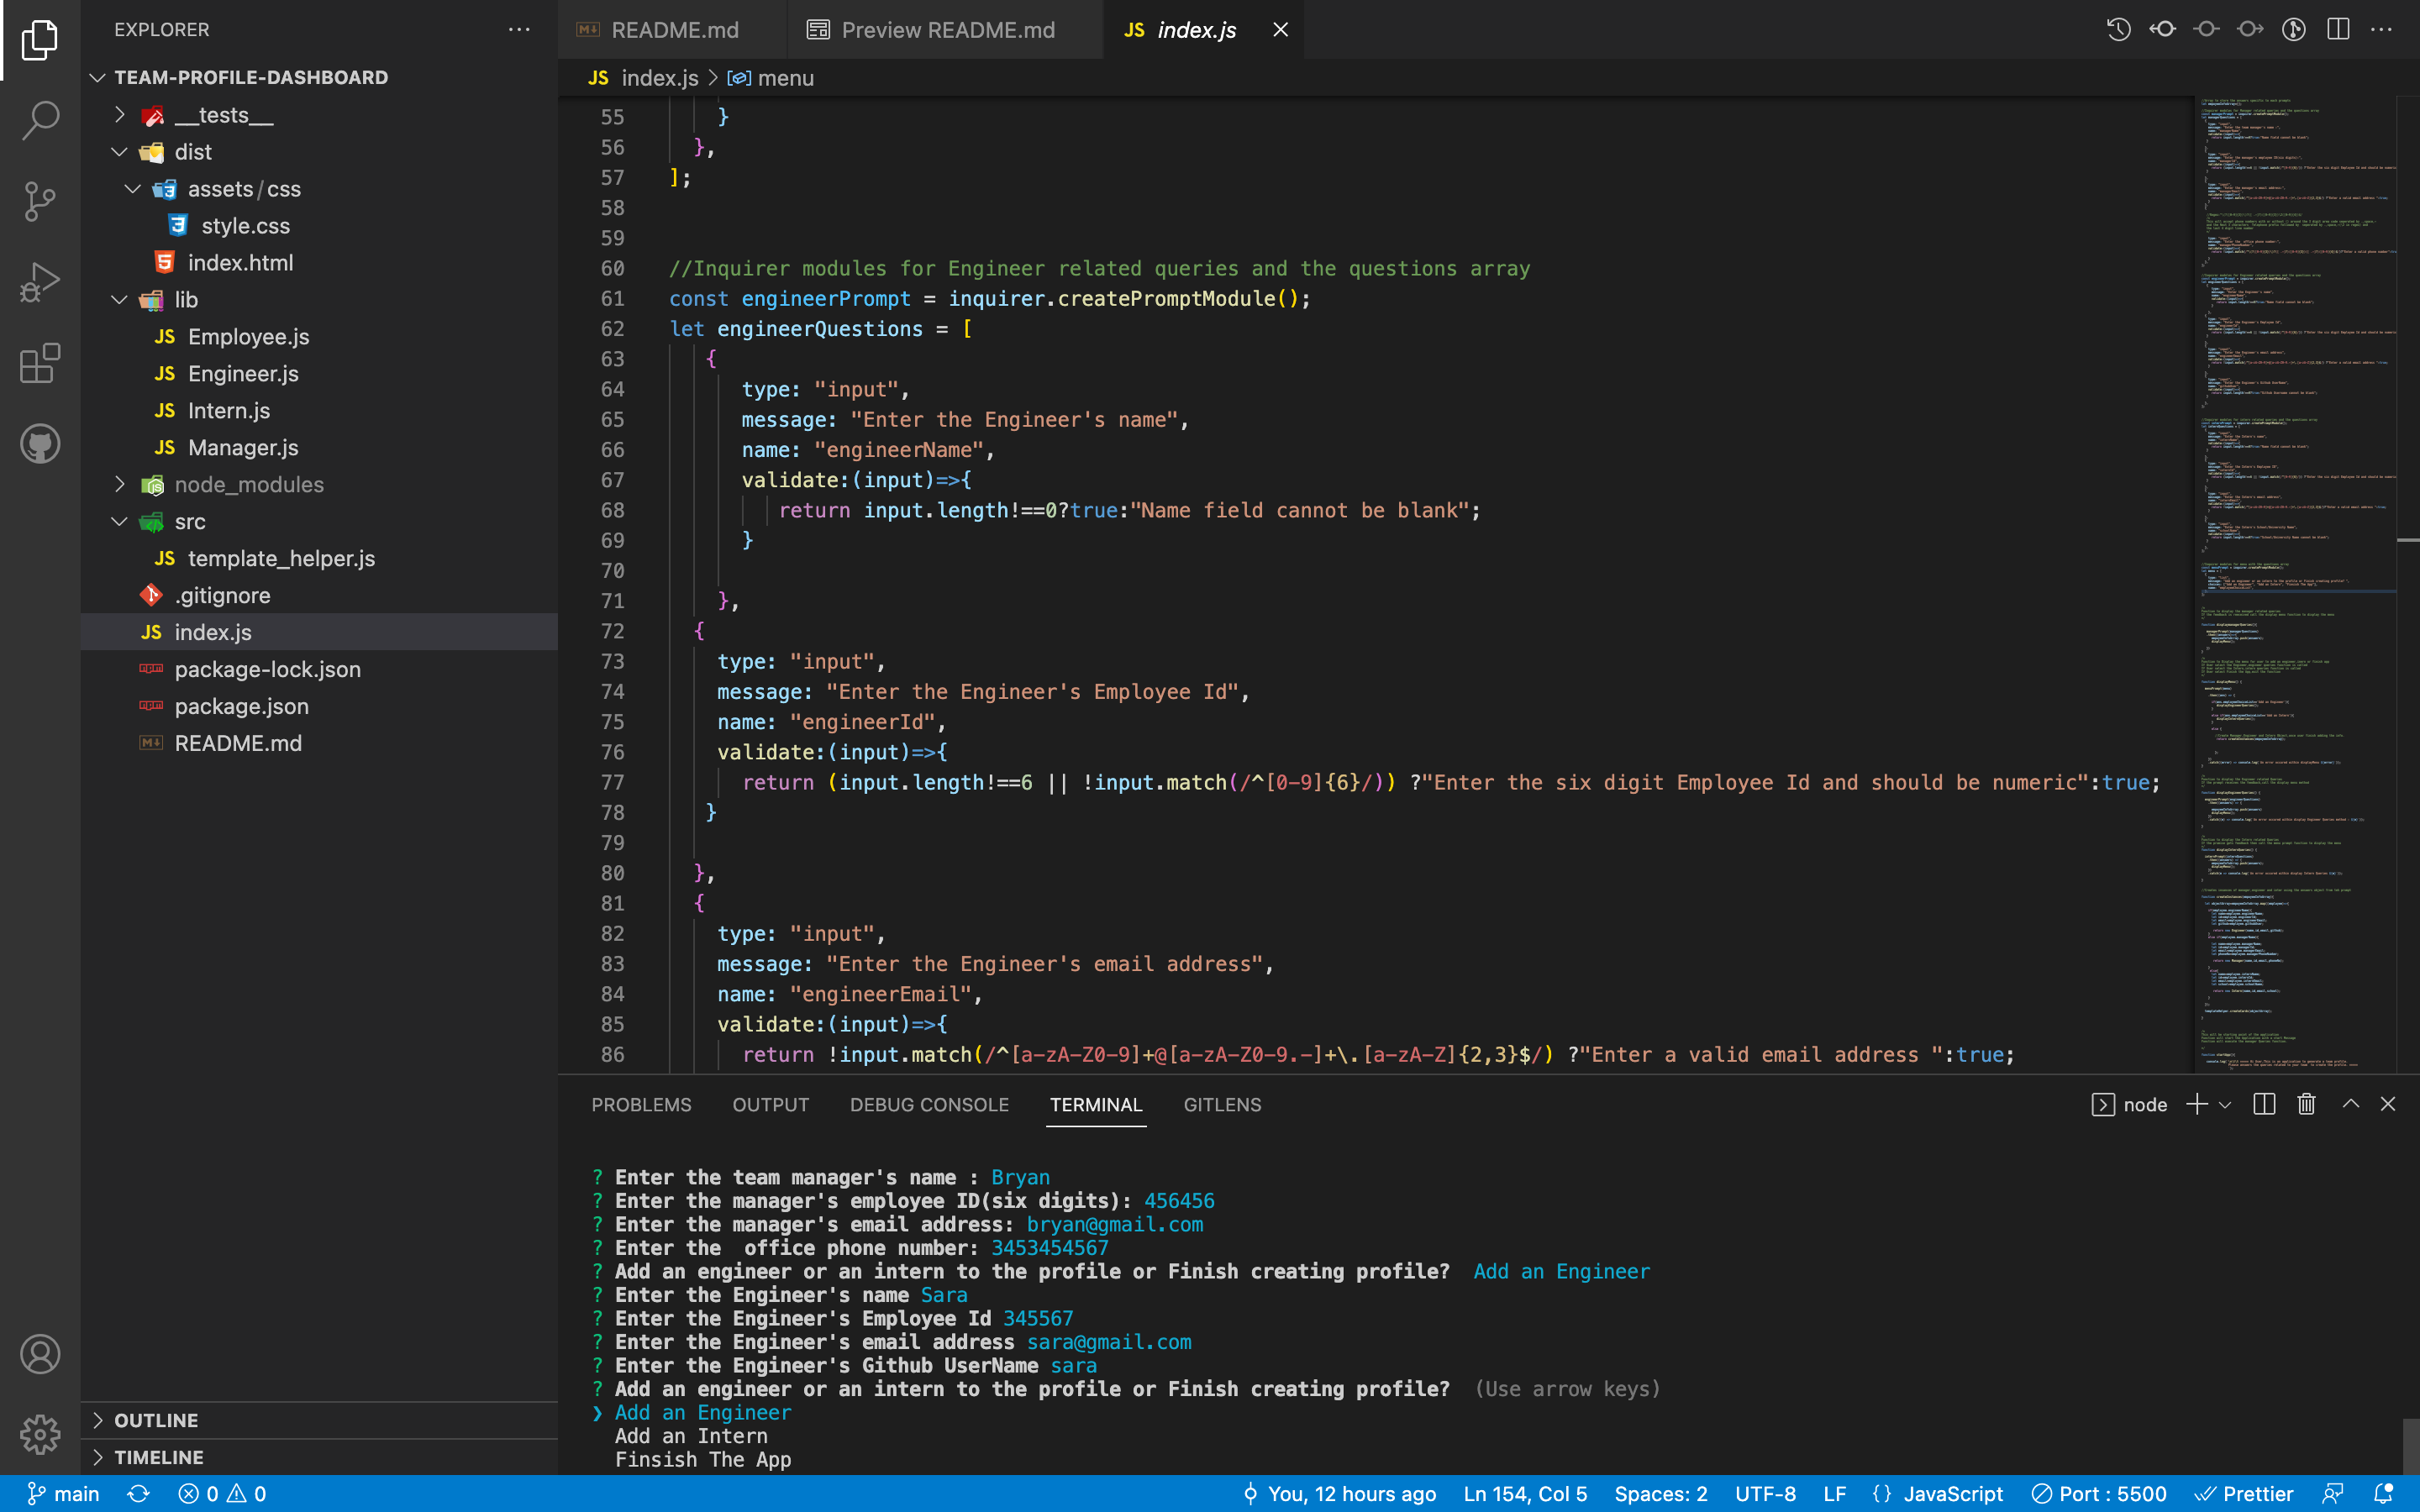 EXPLORER
TEAM-PROFILE-DASHBOARD
__tests__
dist
assets/css
style.css
index.html
lib
JS Employee.js
JS Engineer.js
JS Intern.js
JS Manager.js
node_modules
src
JS template_helper.js
.gitignore
JS index.js
package-lock.json
package.json
README.md
OUTLINE
TIMELINE
README.md
Preview README.md
JS index.js
JS index.js > menu
55 }
56 },
57 ];
58
59
60 //Inquirer modules for Engineer related queries and the questions array
61 const engineerPrompt = inquirer.createPromptModule();
62 let engineerQuestions = [
63 {
64 type: "input",
65 message: "Enter the Engineer's name",
66 name: "engineerName",
67 validate:(input)=>{
68 return input.length!==0?true:"Name field cannot be blank";
69 }
70
71 },
72 {
73 type: "input",
74 message: "Enter the Engineer's Employee Id",
75 name: "engineerId",
76 validate:(input)=>{
77 return (input.length!==6 || !input.match(/^[0-9]{6}/)) ?"Enter the six digit Employee Id and should be numeric":true;
78 }
79
80 },
81 {
82 type: "input",
83 message: "Enter the Engineer's email address",
84 name: "engineerEmail",
85 validate:(input)=>{
86 return !input.match(/^[a-zA-Z0-9]+@[a-zA-Z0-9.-]+\.[a-zA-Z]{2,3}$/) ?"Enter a valid email address ":true;
PROBLEMS OUTPUT DEBUG CONSOLE TERMINAL GITLENS
node
? Enter the team manager's name : Bryan
? Enter the manager's employee ID(six digits): 456456
? Enter the manager's email address: bryan@gmail.com
? Enter the  office phone number: 3453454567
? Add an engineer or an intern to the profile or Finish creating profile?  Add an Engineer
? Enter the Engineer's name Sara
? Enter the Engineer's Employee Id 345567
? Enter the Engineer's email address sara@gmail.com
? Enter the Engineer's Github UserName sara
? Add an engineer or an intern to the profile or Finish creating profile?  (Use arrow keys)
❯ Add an Engineer
Add an Intern
Finsish The App
main 0 0 You, 12 hours ago Ln 154, Col 5 Spaces: 2 UTF-8 LF {} JavaScript Port : 5500 Prettier